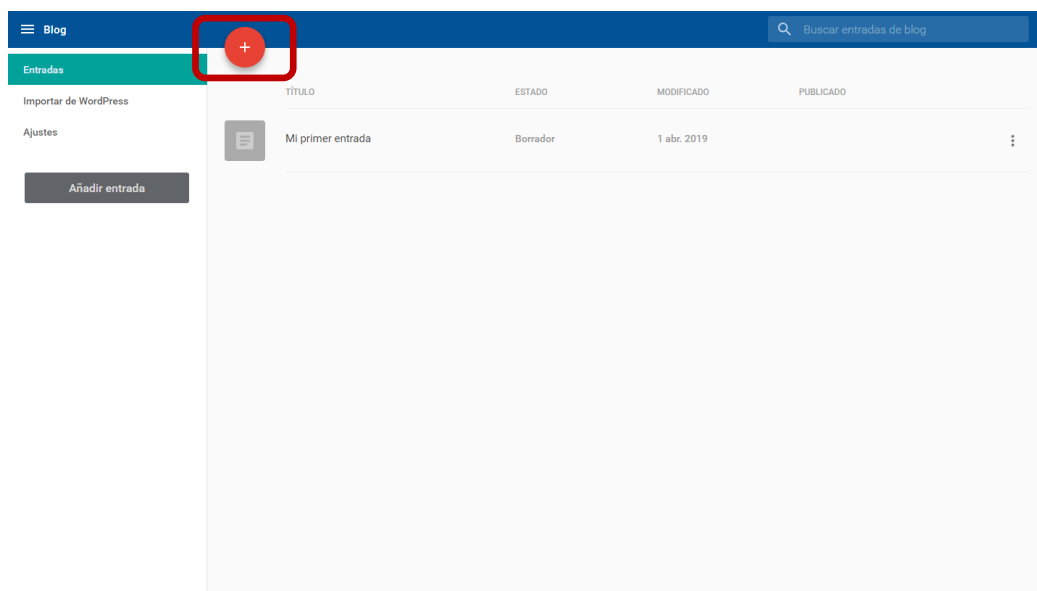 Blog
Buscar entradas de blog
Entradas
Importar de WordPress
Ajustes
Añadir entrada
TÍTULO ESTADO MODIFICADO PUBLICADO
Mi primer entrada Borrador 1 abr. 2019